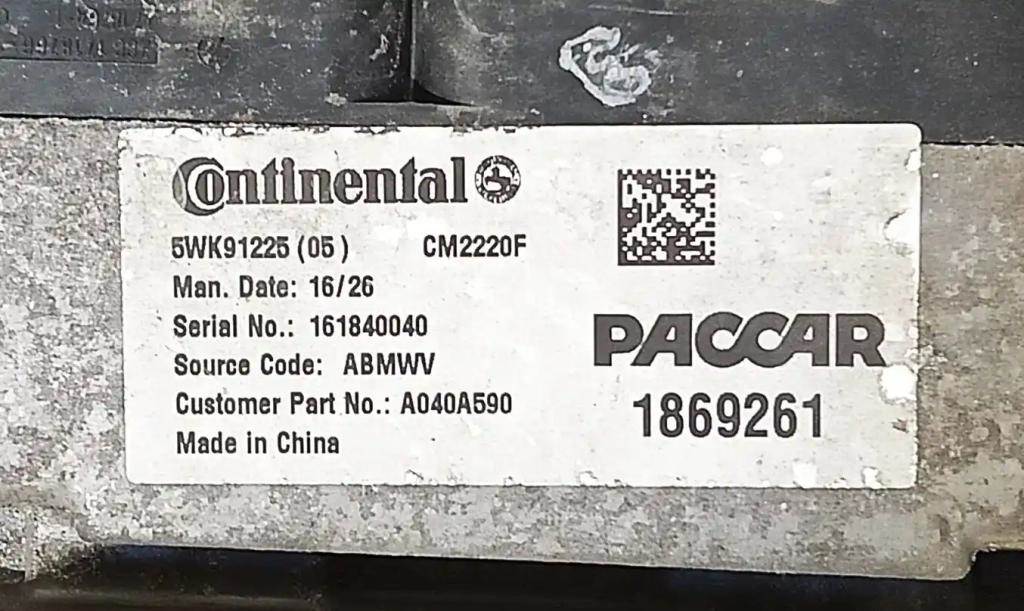 Continental
5WK91225 (05) CM2220F
Man. Date: 16/26
Serial No.: 161840040
Source Code: ABMWV
Customer Part No.: A040A590
Made in China
PACCAR
1869261